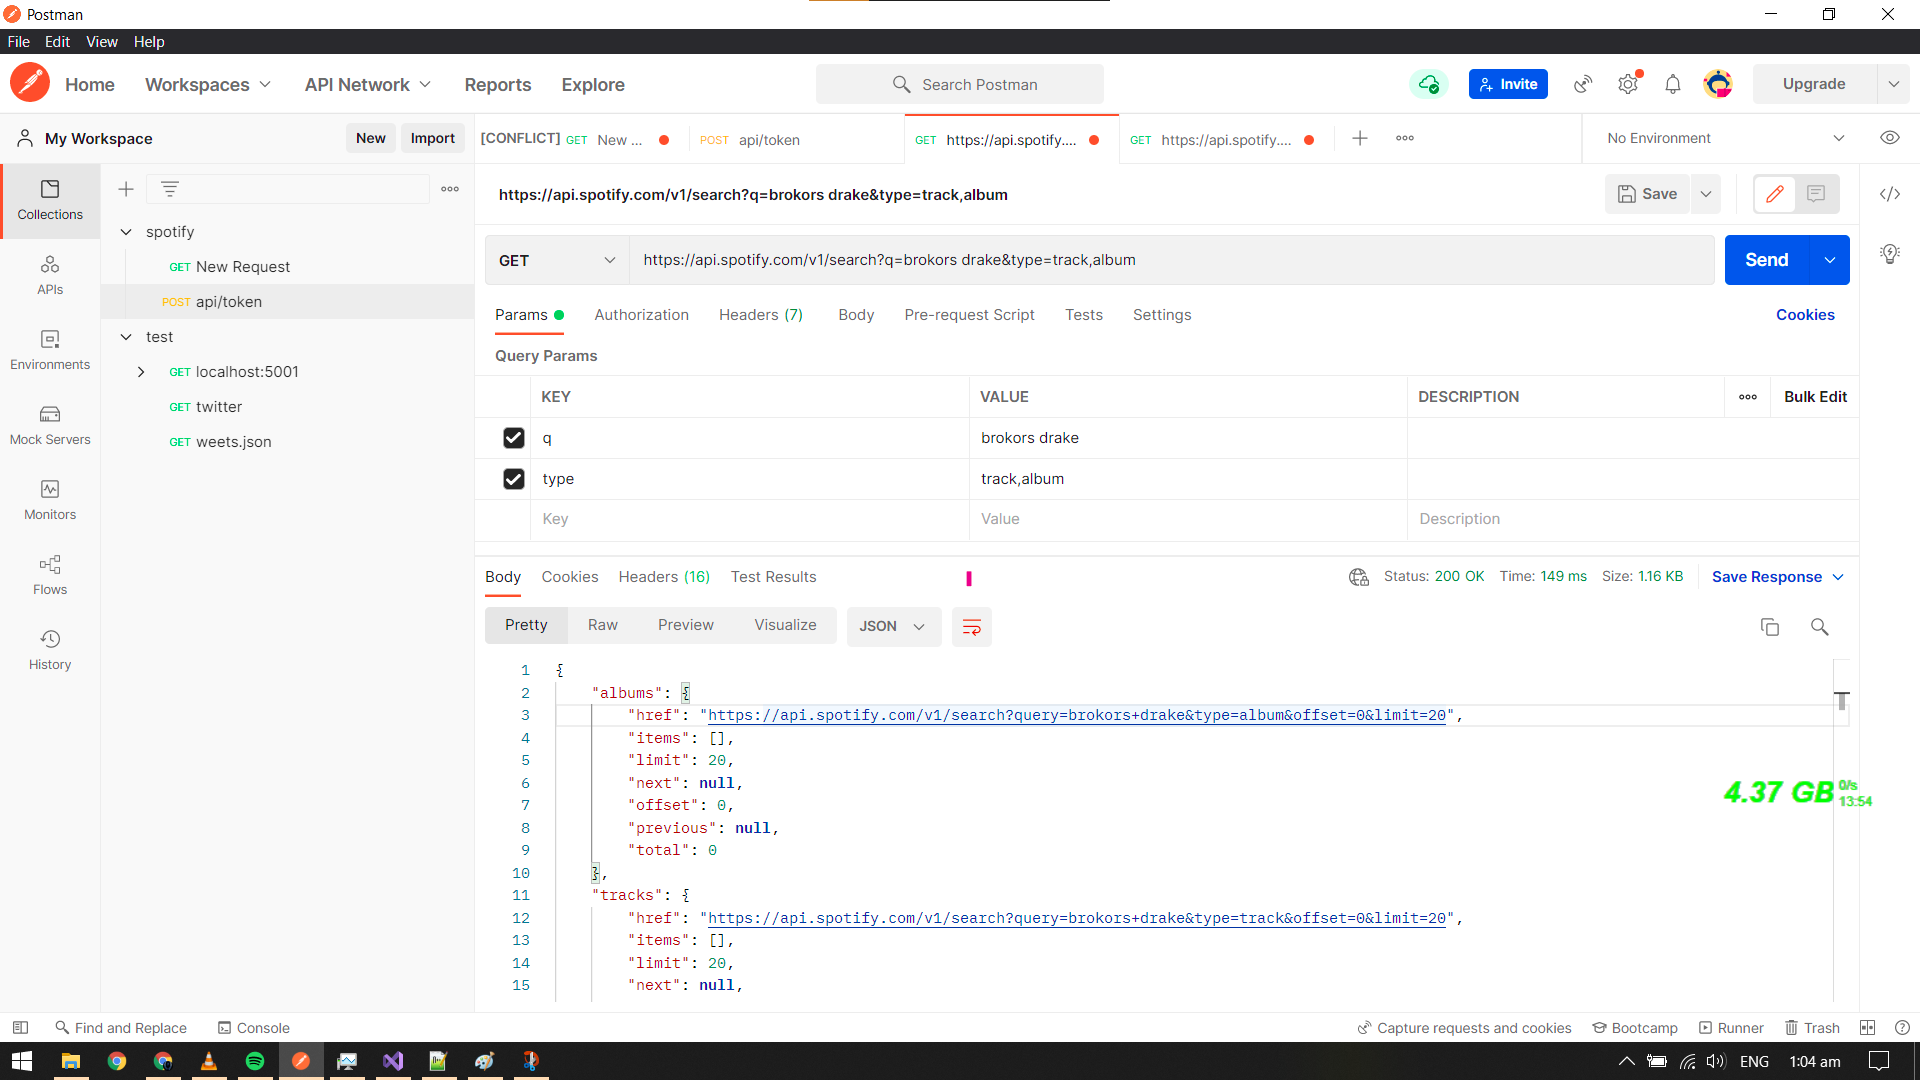 Postman
File Edit View Help
Home Workspaces API Network Reports Explore Search Postman Invite Upgrade
My Workspace New Import [CONFLICT] GET New ... POST api/token GET https://api.spotify.... GET https://api.spotify.... No Environment
https://api.spotify.com/v1/search?q=brokors drake&type=track,album Save
Collections
APIs
Environments
Mock Servers
Monitors
Flows
History
spotify
GET New Request
POST api/token
test
GET localhost:5001
GET twitter
GET weets.json
GET https://api.spotify.com/v1/search?q=brokors drake&type=track,album Send
Params Authorization Headers (7) Body Pre-request Script Tests Settings Cookies
Query Params
KEY VALUE DESCRIPTION Bulk Edit
q brokors drake
type track,album
Key Value Description
Body Cookies Headers (16) Test Results Status: 200 OK Time: 149 ms Size: 1.16 KB Save Response
Pretty Raw Preview Visualize JSON
1 {
2 "albums": {
3 "href": "https://api.spotify.com/v1/search?query=brokors+drake&type=album&offset=0&limit=20",
4 "items": [],
5 "limit": 20,
6 "next": null,
7 "offset": 0,
8 "previous": null,
9 "total": 0
10 },
11 "tracks": {
12 "href": "https://api.spotify.com/v1/search?query=brokors+drake&type=track&offset=0&limit=20",
13 "items": [],
14 "limit": 20,
15 "next": null,
4.37 GB 0/s
13:54
Find and Replace Console Capture requests and cookies Bootcamp Runner Trash
ENG 1:04 am